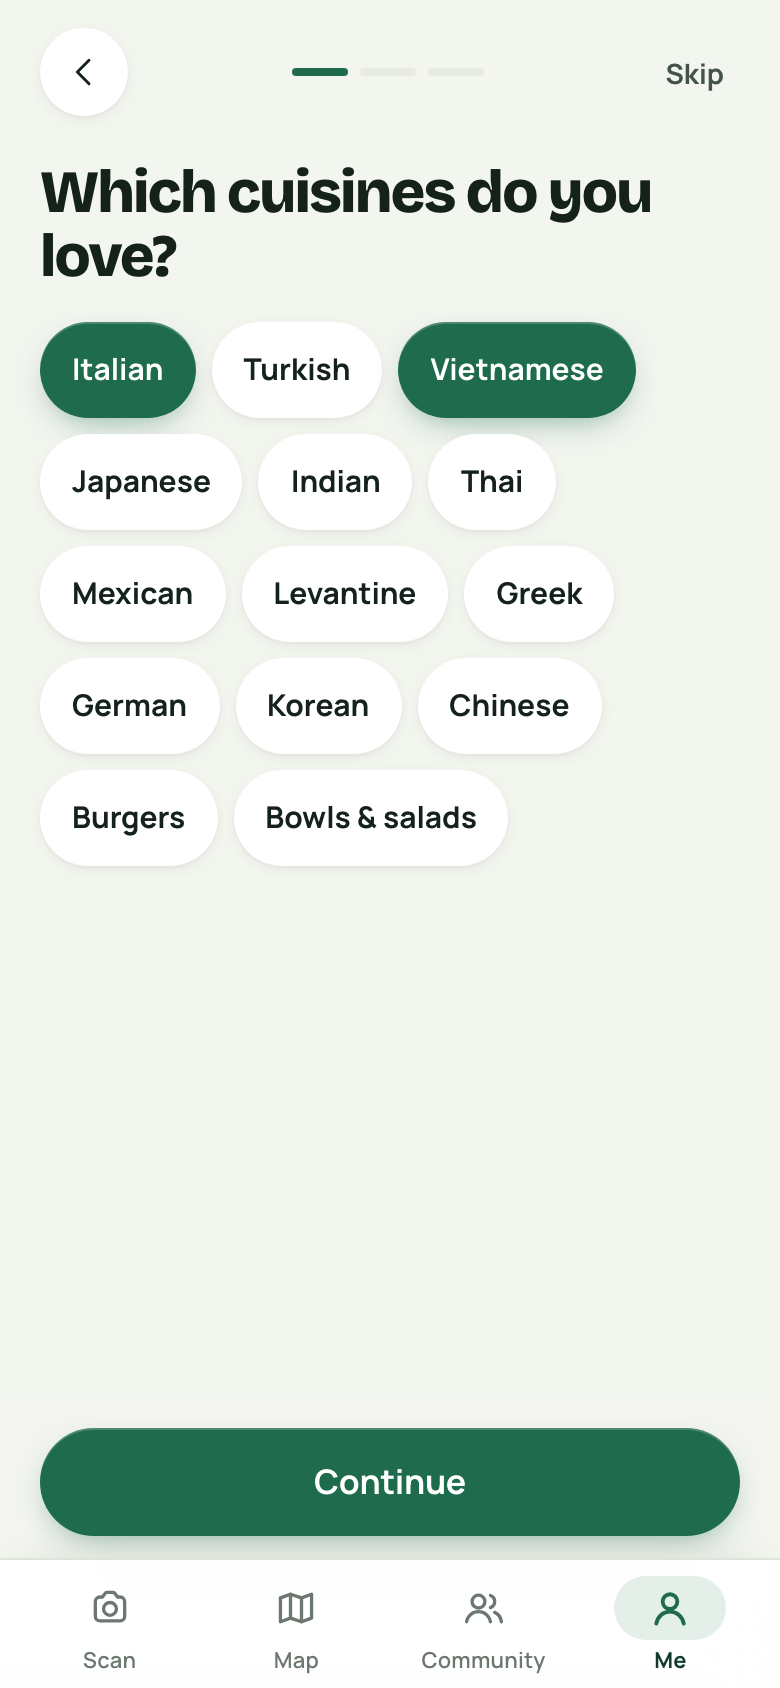 Skip
Which cuisines do you
love?
Italian Turkish Vietnamese
Japanese Indian Thai
Mexican Levantine Greek
German Korean Chinese
Burgers Bowls & salads
Continue
Scan Map Community Me